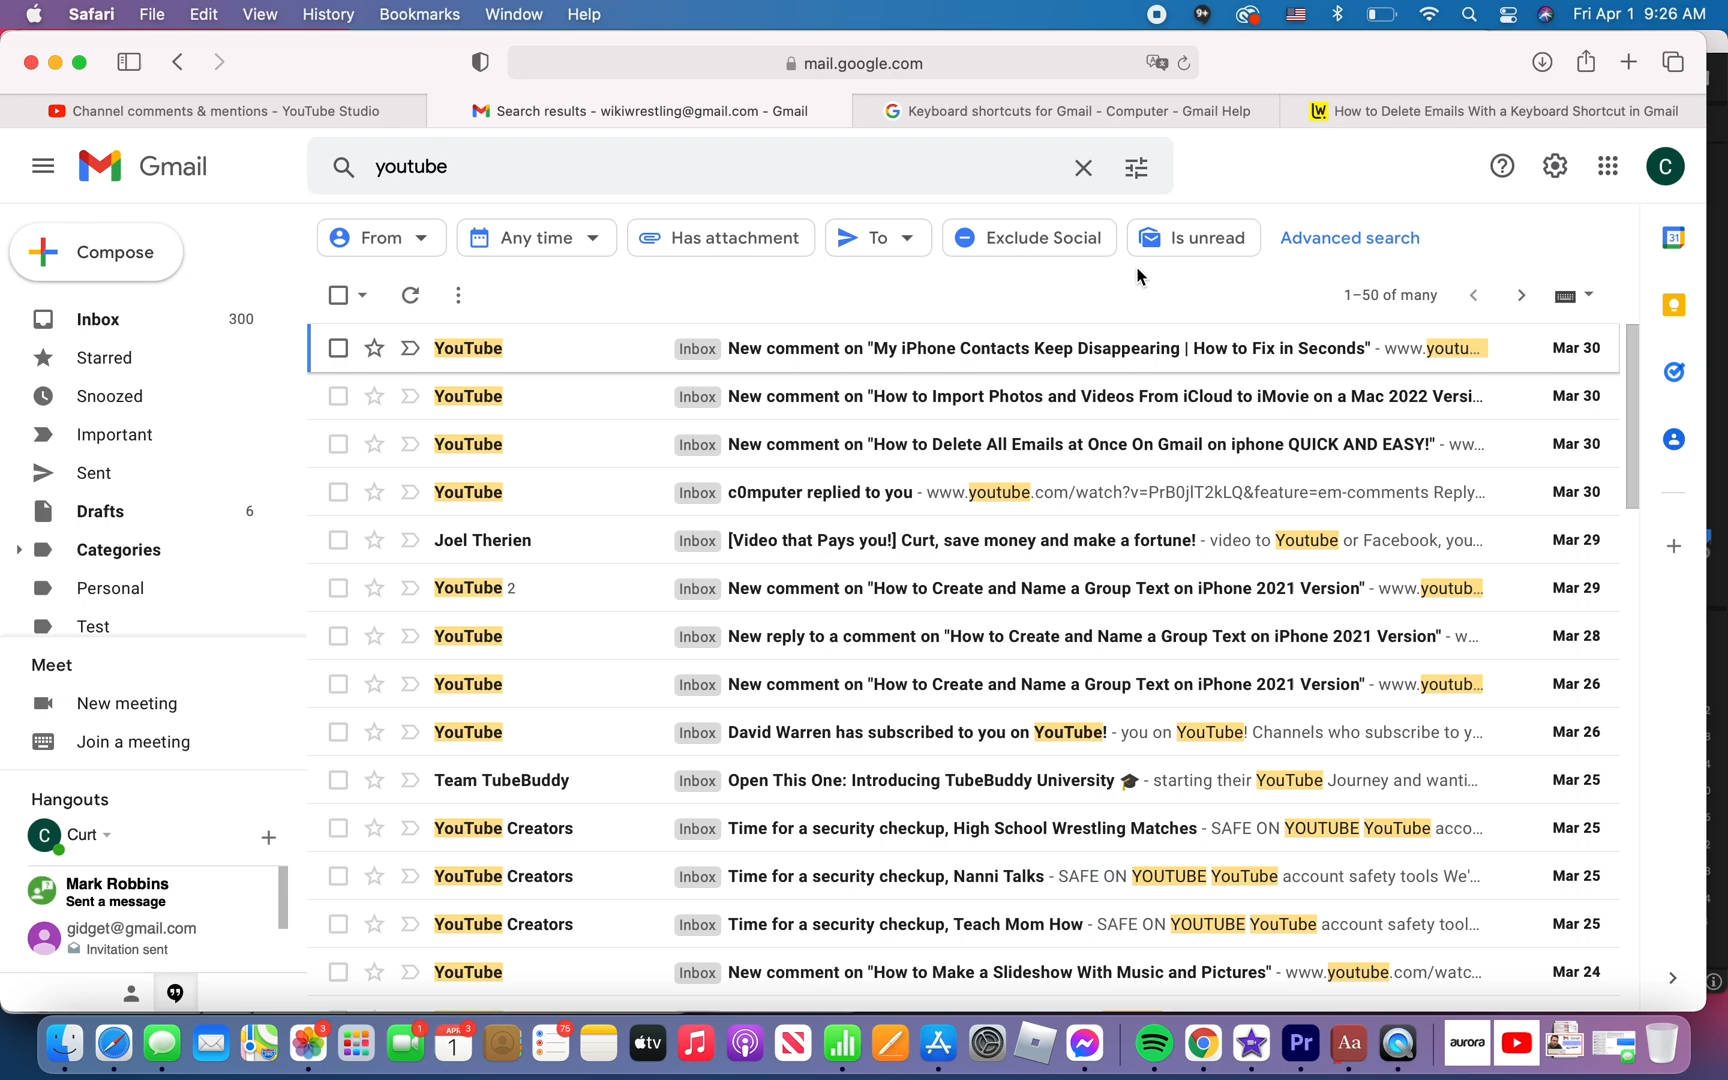 Safari File Edit View History Bookmarks Window Help 9+ Fri Apr 1 9:26 AM
mail.google.com
Channel comments & mentions - YouTube Studio
Search results - wikiwrestling@gmail.com - Gmail
Keyboard shortcuts for Gmail - Computer - Gmail Help
How to Delete Emails With a Keyboard Shortcut in Gmail
Gmail
youtube
C
Compose
From Any time Has attachment To Exclude Social Is unread Advanced search
31
1–50 of many
Inbox 300
Starred
Snoozed
Important
Sent
Drafts 6
Categories
Personal
Test
Meet
New meeting
Join a meeting
Hangouts
C Curt
Mark Robbins
Sent a message
gidget@gmail.com
Invitation sent
YouTube Inbox New comment on "My iPhone Contacts Keep Disappearing | How to Fix in Seconds" - www.youtu... Mar 30
YouTube Inbox New comment on "How to Import Photos and Videos From iCloud to iMovie on a Mac 2022 Versi... Mar 30
YouTube Inbox New comment on "How to Delete All Emails at Once On Gmail on iphone QUICK AND EASY!" - ww... Mar 30
YouTube Inbox c0mputer replied to you - www.youtube.com/watch?v=PrB0jlT2kLQ&feature=em-comments Reply... Mar 30
Joel Therien Inbox [Video that Pays you!] Curt, save money and make a fortune! - video to Youtube or Facebook, you... Mar 29
YouTube 2 Inbox New comment on "How to Create and Name a Group Text on iPhone 2021 Version" - www.youtub... Mar 29
YouTube Inbox New reply to a comment on "How to Create and Name a Group Text on iPhone 2021 Version" - w... Mar 28
YouTube Inbox New comment on "How to Create and Name a Group Text on iPhone 2021 Version" - www.youtub... Mar 26
YouTube Inbox David Warren has subscribed to you on YouTube! - you on YouTube! Channels who subscribe to y... Mar 26
Team TubeBuddy Inbox Open This One: Introducing TubeBuddy University 🎓 - starting their YouTube Journey and wanti... Mar 25
YouTube Creators Inbox Time for a security checkup, High School Wrestling Matches - SAFE ON YOUTUBE YouTube acco... Mar 25
YouTube Creators Inbox Time for a security checkup, Nanni Talks - SAFE ON YOUTUBE YouTube account safety tools We'... Mar 25
YouTube Creators Inbox Time for a security checkup, Teach Mom How - SAFE ON YOUTUBE YouTube account safety tool... Mar 25
YouTube Inbox New comment on "How to Make a Slideshow With Music and Pictures" - www.youtube.com/watc... Mar 24
3 1 APR 1 3 75 tv Pr Aa aurora